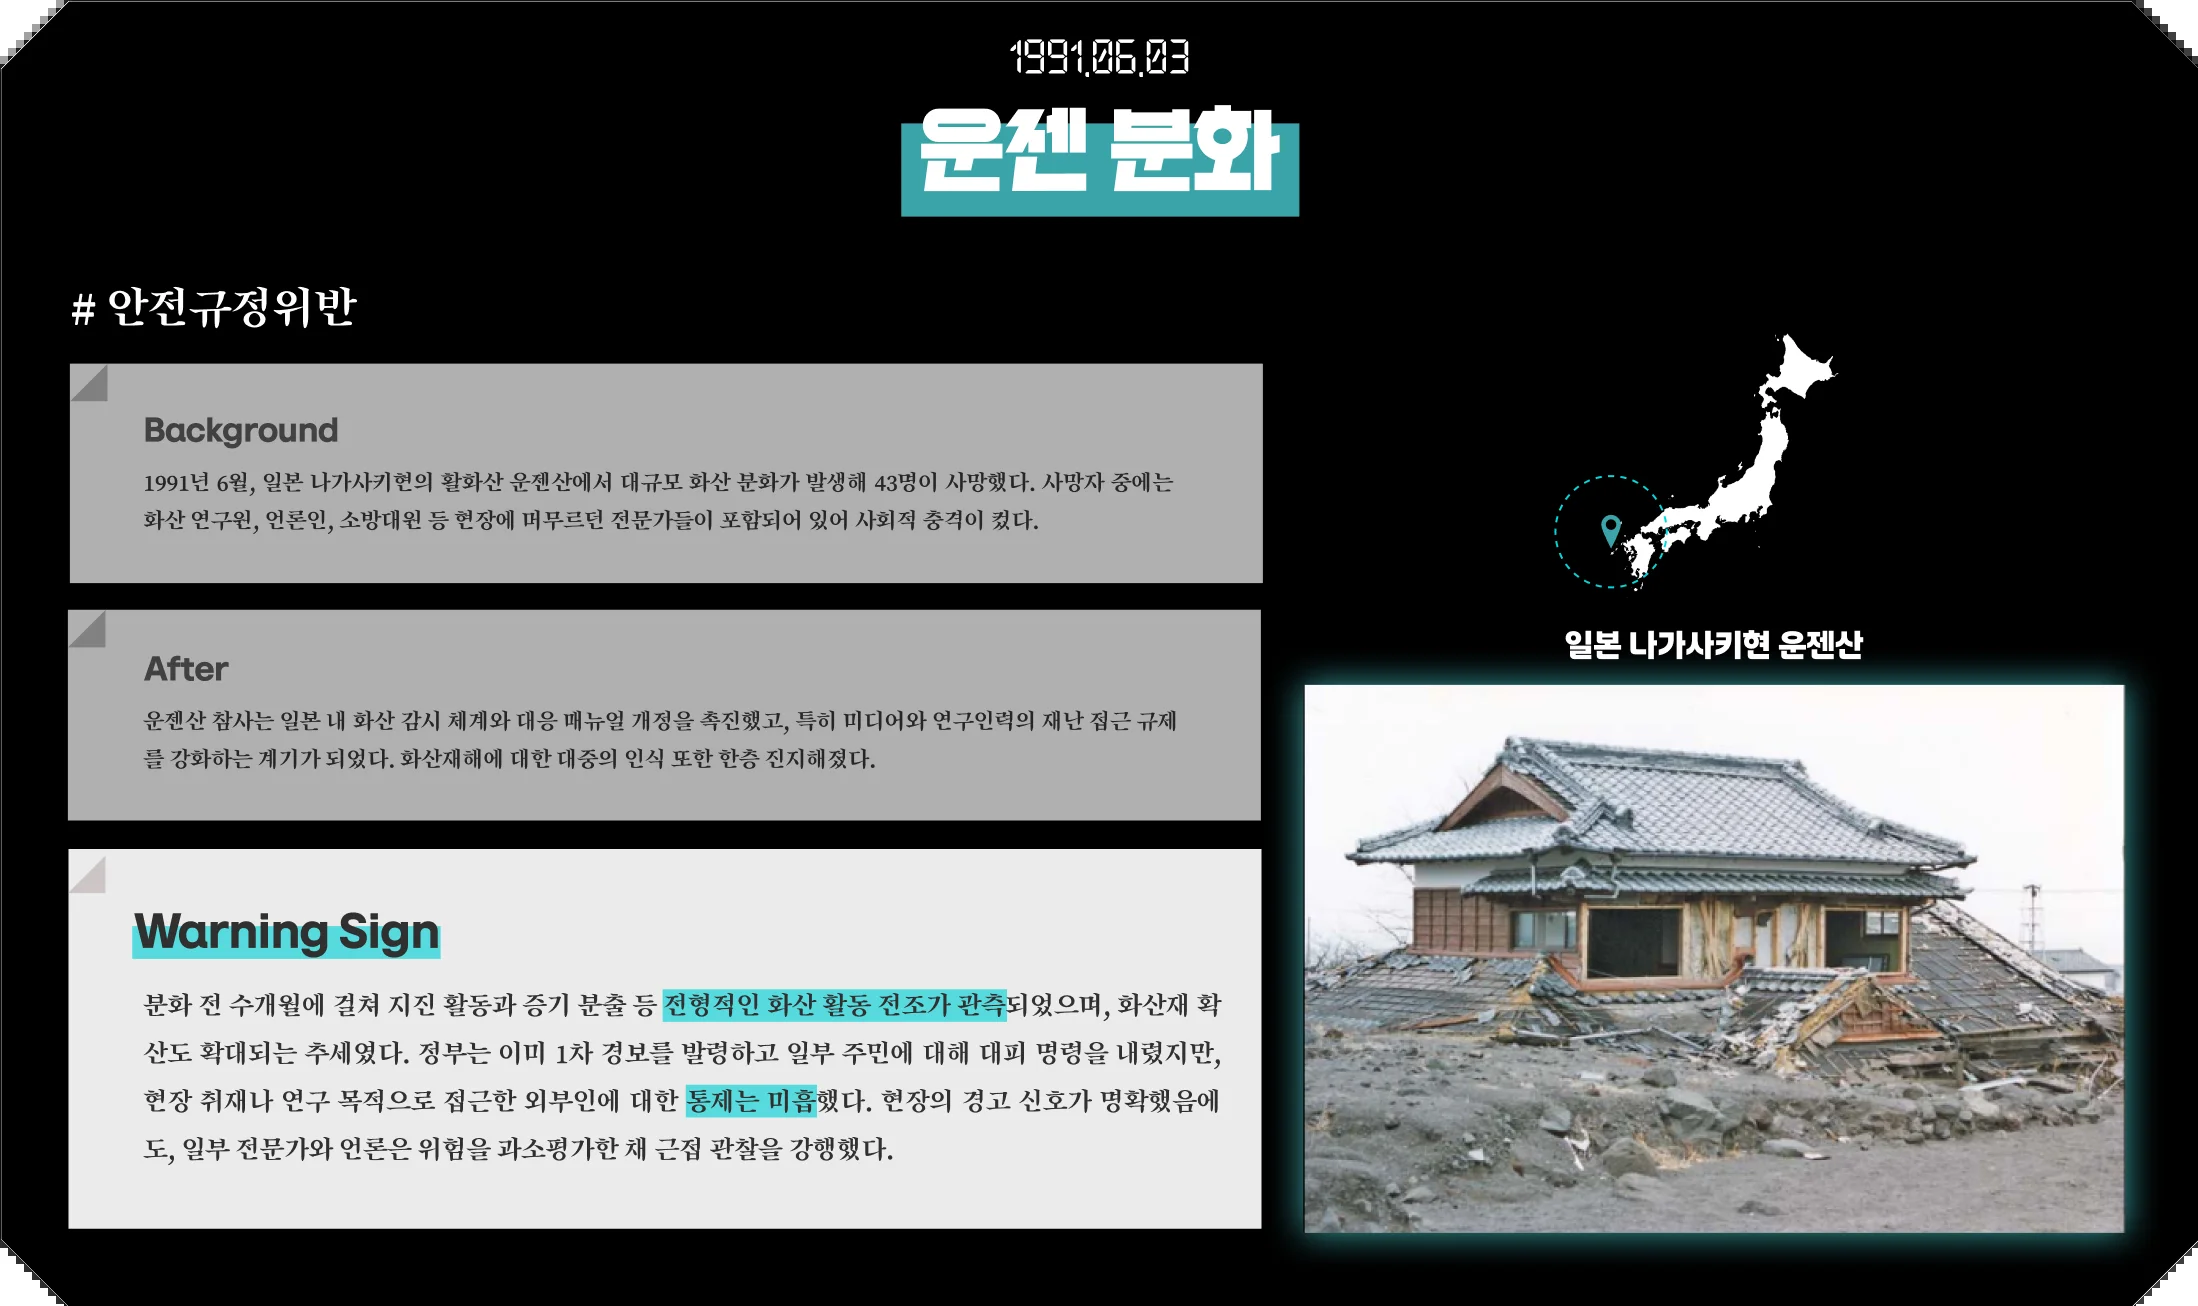 1991.06.03
운젠 분화
# 안전규정위반
Background
1991년 6월, 일본 나가사키현의 활화산 운젠산에서 대규모 화산 분화가 발생해 43명이 사망했다. 사망자 중에는
화산 연구원, 언론인, 소방대원 등 현장에 머무르던 전문가들이 포함되어 있어 사회적 충격이 컸다.
After
운젠산 참사는 일본 내 화산 감시 체계와 대응 매뉴얼 개정을 촉진했고, 특히 미디어와 연구인력의 재난 접근 규제
를 강화하는 계기가 되었다. 화산재해에 대한 대중의 인식 또한 한층 진지해졌다.
Warning Sign
분화 전 수개월에 걸쳐 지진 활동과 증기 분출 등 전형적인 화산 활동 전조가 관측되었으며, 화산재 확
산도 확대되는 추세였다. 정부는 이미 1차 경보를 발령하고 일부 주민에 대해 대피 명령을 내렸지만,
현장 취재나 연구 목적으로 접근한 외부인에 대한 통제는 미흡했다. 현장의 경고 신호가 명확했음에
도, 일부 전문가와 언론은 위험을 과소평가한 채 근접 관찰을 강행했다.
일본 나가사키현 운젠산